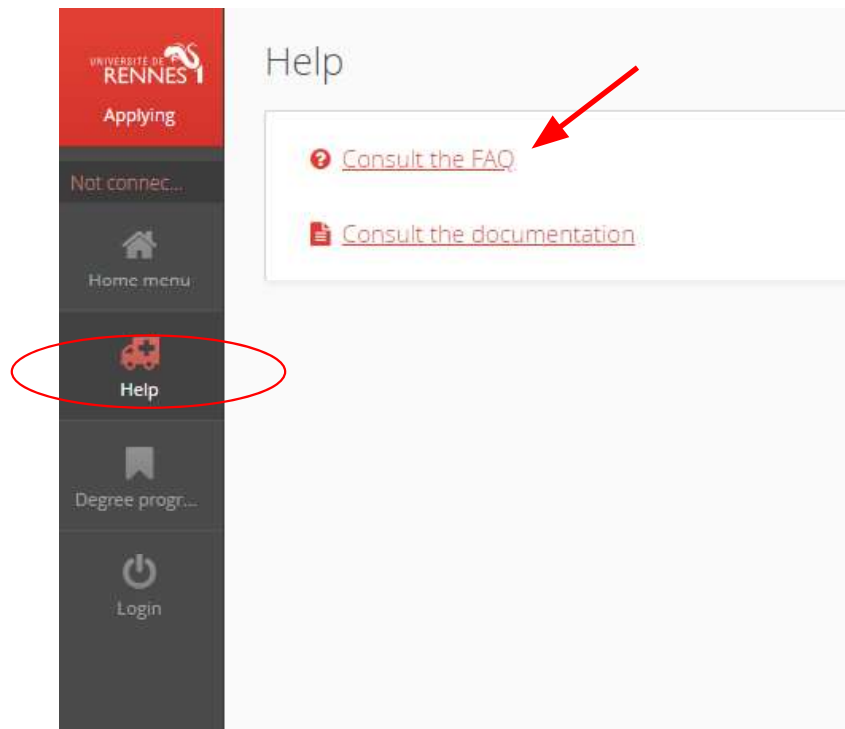 UNIVERSITÉ DE
RENNES 1
Applying
Not connec...
Home menu
Help
Degree progr...
Login
Help
Consult the FAQ
Consult the documentation